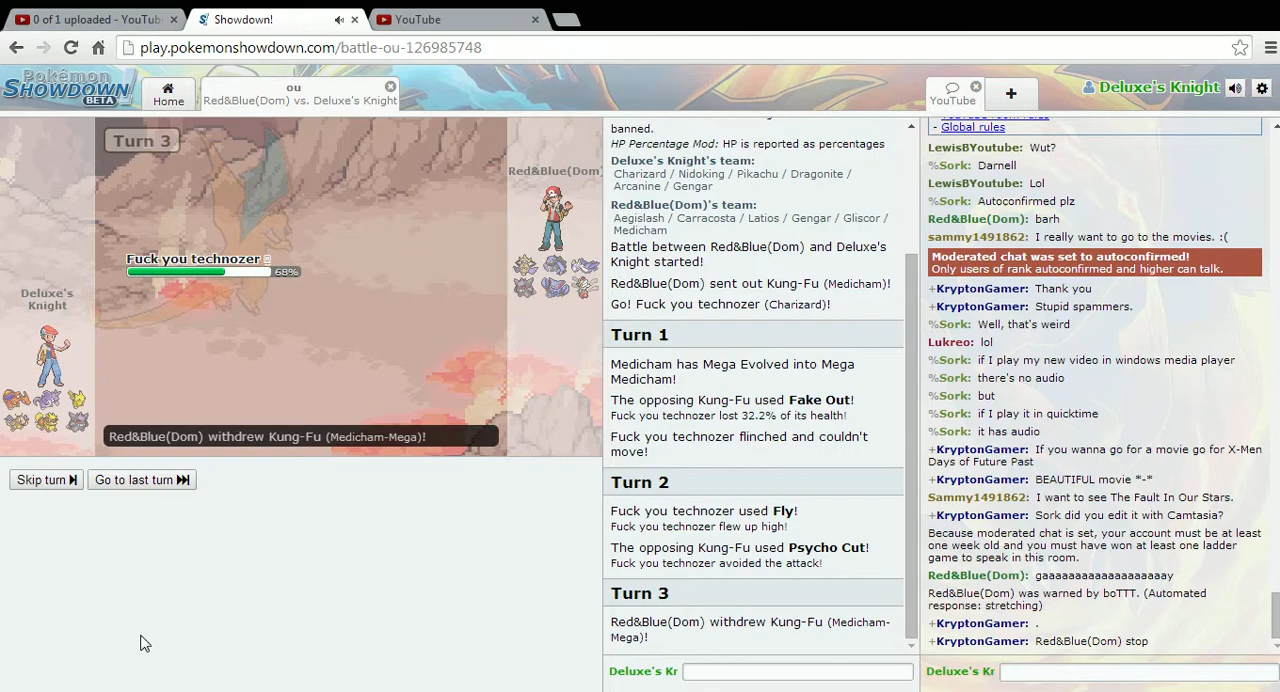 0 of 1 uploaded - YouTub
Showdown!
YouTube
play.pokemonshowdown.com/battle-ou-126985748
Pokémon
SHOWDOWN
BETA
Home
ou
Red&Blue(Dom) vs. Deluxe's Knight
YouTube
+
Deluxe's Knight
Turn 3
Fuck you technozer
68%
Deluxe's
Knight
Red&Blue(Dom)
Red&Blue(Dom) withdrew Kung-Fu (Medicham-Mega)!
Skip turn
Go to last turn
banned.
HP Percentage Mod: HP is reported as percentages
Deluxe's Knight's team:
Charizard / Nidoking / Pikachu / Dragonite /
Arcanine / Gengar
Red&Blue(Dom)'s team:
Aegislash / Carracosta / Latios / Gengar / Gliscor /
Medicham
Battle between Red&Blue(Dom) and Deluxe's
Knight started!
Red&Blue(Dom) sent out Kung-Fu (Medicham)!
Go! Fuck you technozer (Charizard)!
Turn 1
Medicham has Mega Evolved into Mega
Medicham!
The opposing Kung-Fu used Fake Out!
Fuck you technozer lost 32.2% of its health!
Fuck you technozer flinched and couldn't
move!
Turn 2
Fuck you technozer used Fly!
Fuck you technozer flew up high!
The opposing Kung-Fu used Psycho Cut!
Fuck you technozer avoided the attack!
Turn 3
Red&Blue(Dom) withdrew Kung-Fu (Medicham-
Mega)!
Deluxe's Kr
- Global rules
LewisBYoutube: Wut?
%Sork: Darnell
LewisBYoutube: Lol
%Sork: Autoconfirmed plz
Red&Blue(Dom): barh
sammy1491862: I really want to go to the movies. :(
Moderated chat was set to autoconfirmed!
Only users of rank autoconfirmed and higher can talk.
+KryptonGamer: Thank you
+KryptonGamer: Stupid spammers.
%Sork: Well, that's weird
Lukreo: lol
%Sork: if I play my new video in windows media player
%Sork: there's no audio
%Sork: but
%Sork: if I play it in quicktime
%Sork: it has audio
+KryptonGamer: If you wanna go for a movie go for X-Men
Days of Future Past
+KryptonGamer: BEAUTIFUL movie *-*
Sammy1491862: I want to see The Fault In Our Stars.
+KryptonGamer: Sork did you edit it with Camtasia?
Because moderated chat is set, your account must be at least
one week old and you must have won at least one ladder
game to speak in this room.
Red&Blue(Dom): gaaaaaaaaaaaaaaaaaaay
Red&Blue(Dom) was warned by boTTT. (Automated
response: stretching)
+KryptonGamer: .
+KryptonGamer: Red&Blue(Dom) stop
Deluxe's Kr